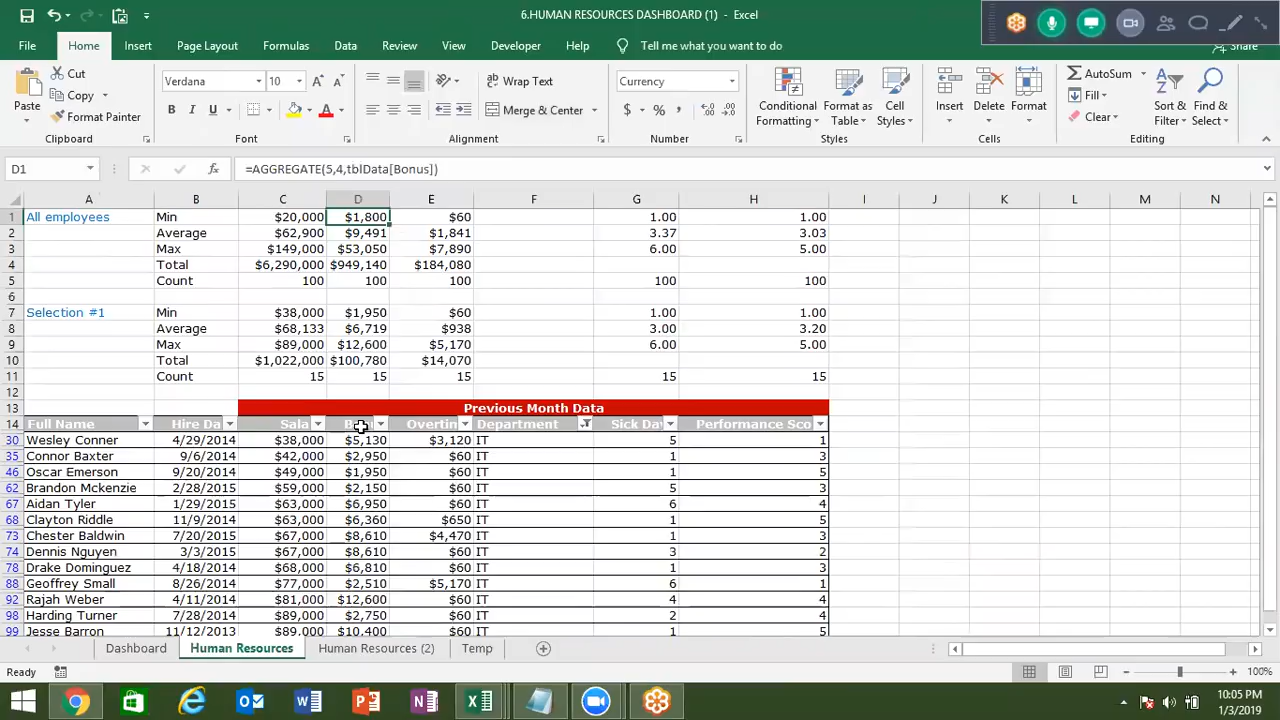 6.HUMAN RESOURCES DASHBOARD (1) - Excel
File Home Insert Page Layout Formulas Data Review View Developer Help Tell me what you want to do Share
Paste Cut Copy Format Painter Clipboard
Verdana 10 B I U A A A Font
Wrap Text Merge & Center Alignment
Currency $ % , Number
Conditional Formatting Format as Table Cell Styles Styles
Insert Delete Format Cells
AutoSum Fill Clear Sort & Filter Find & Select Editing
D1 fx =AGGREGATE(5,4,tblData[Bonus])
A B C D E F G H I J K L M N
1 All employees Min $20,000 $1,800 $60 1.00 1.00
2 Average $62,900 $9,491 $1,841 3.37 3.03
3 Max $149,000 $53,050 $7,890 6.00 5.00
4 Total $6,290,000 $949,140 $184,080
5 Count 100 100 100 100 100
6
7 Selection #1 Min $38,000 $1,950 $60 1.00 1.00
8 Average $68,133 $6,719 $938 3.00 3.20
9 Max $89,000 $12,600 $5,170 6.00 5.00
10 Total $1,022,000 $100,780 $14,070
11 Count 15 15 15 15 15
12
13 Previous Month Data
14 Full Name Hire Da Sala B Overtin Department Sick Da Performance Sco
30 Wesley Conner 4/29/2014 $38,000 $5,130 $3,120 IT 5 1
35 Connor Baxter 9/6/2014 $42,000 $2,950 $60 IT 1 3
46 Oscar Emerson 9/20/2014 $49,000 $1,950 $60 IT 1 5
62 Brandon Mckenzie 2/28/2015 $59,000 $2,150 $60 IT 5 3
67 Aidan Tyler 1/29/2015 $63,000 $6,950 $60 IT 6 4
68 Clayton Riddle 11/9/2014 $63,000 $6,360 $650 IT 1 5
73 Chester Baldwin 7/20/2015 $67,000 $8,610 $4,470 IT 1 3
74 Dennis Nguyen 3/3/2015 $67,000 $8,610 $60 IT 3 2
78 Drake Dominguez 4/18/2014 $68,000 $6,810 $60 IT 1 3
88 Geoffrey Small 8/26/2014 $77,000 $2,510 $5,170 IT 6 1
92 Rajah Weber 4/11/2014 $81,000 $12,600 $60 IT 4 4
98 Harding Turner 7/28/2014 $89,000 $2,750 $60 IT 2 4
99 Jesse Barron 11/12/2013 $89,000 $10,400 $60 IT 1 5
Dashboard Human Resources Human Resources (2) Temp
Ready 100%
10:05 PM
1/3/2019